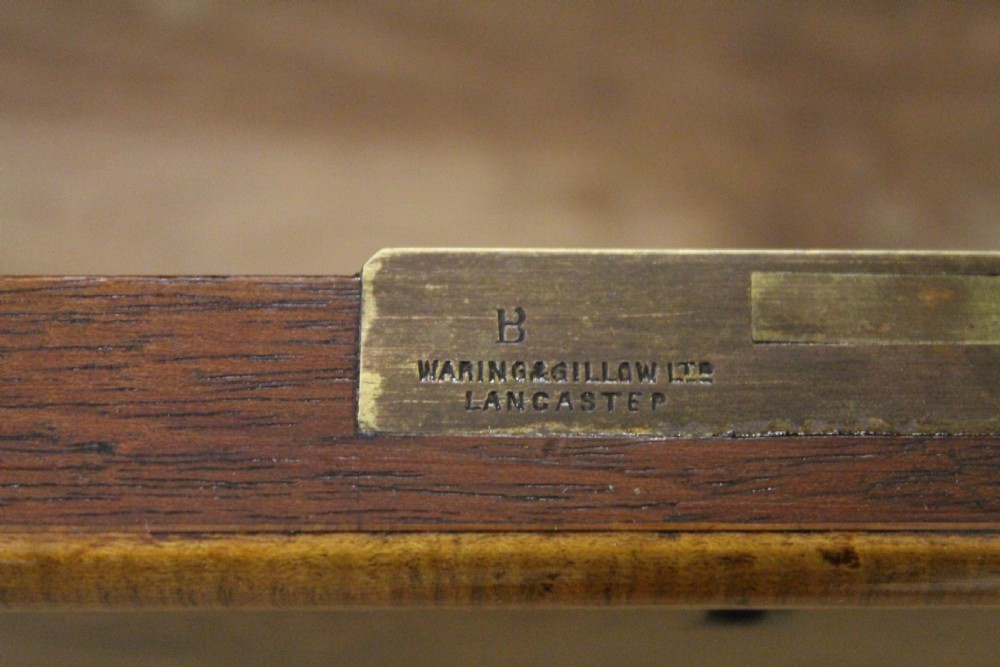 B
WARING & GILLOW LTD
LANCASTER